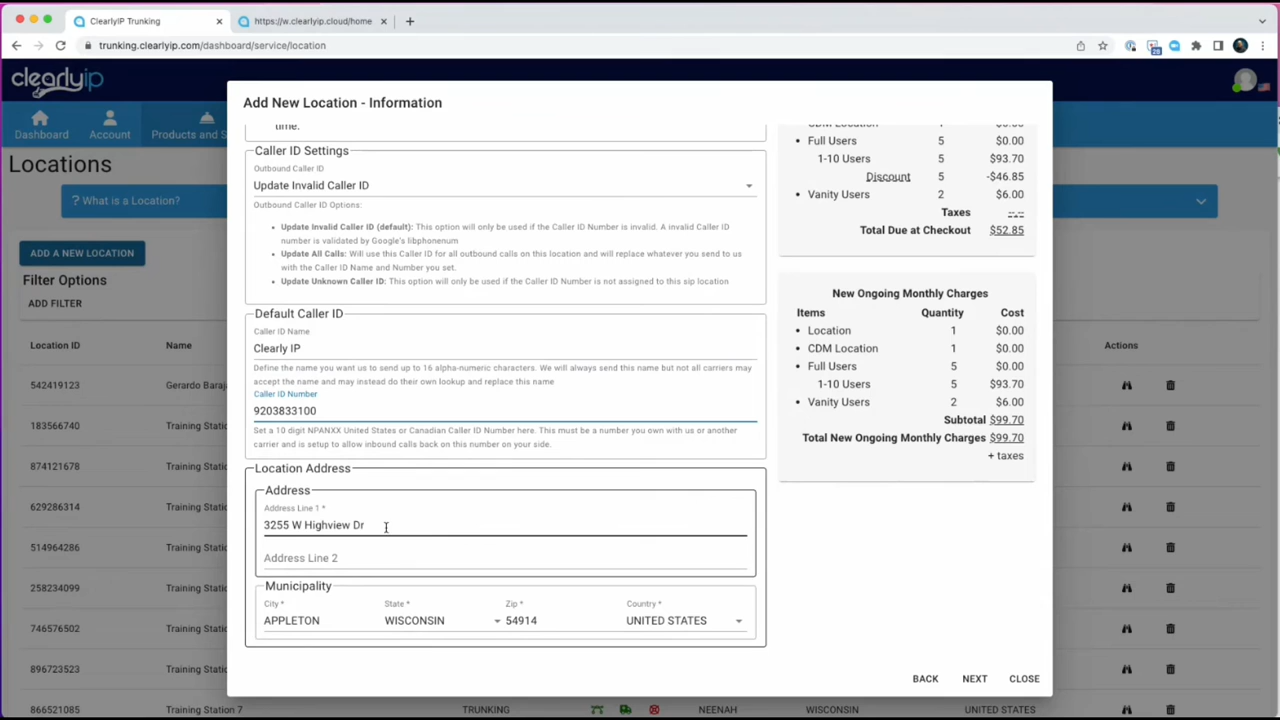 ClearlyIP Trunking
https://w.clearlyip.cloud/home
trunking.clearlyip.com/dashboard/service/location
clearlyip
Dashboard
Account
Products and S
Locations
? What is a Location?
ADD A NEW LOCATION
Filter Options
ADD FILTER
Location ID Name Actions
542419123 Gerardo Baraj
183566740 Training Stati
874121678 Training Stati
629286314 Training Stati
514964286 Training Stati
258234099 Training Stati
746576502 Training Stati
896723523 Training Stati
866521085 Training Station 7 TRUNKING NEENAH WISCONSIN UNITED STATES
Add New Location - Information
time.
Caller ID Settings
Outbound Caller ID
Update Invalid Caller ID
Outbound Caller ID Options:
• Update Invalid Caller ID (default): This option will only be used if the Caller ID Number is invalid. A invalid Caller ID
number is validated by Google's libphonenum
• Update All Calls: Will use this Caller ID for all outbound calls on this location and will replace whatever you send to us
with the Caller ID Name and Number you set.
• Update Unknown Caller ID: This option will only be used if the Caller ID Number is not assigned to this sip location
Default Caller ID
Caller ID Name
Clearly IP
Define the name you want us to send up to 16 alpha-numeric characters. We will always send this name but not all carriers may
accept the name and may instead do their own lookup and replace this name
Caller ID Number
9203833100
Set a 10 digit NPANXX United States or Canadian Caller ID Number here. This must be a number you own with us or another
carrier and is setup to allow inbound calls back on this number on your side.
Location Address
Address
Address Line 1 *
3255 W Highview Dr
Address Line 2
Municipality
City * State * Zip * Country *
APPLETON WISCONSIN 54914 UNITED STATES
CDM Location
• Full Users 5 $0.00
1-10 Users 5 $93.70
Discount 5 -$46.85
• Vanity Users 2 $6.00
Taxes --.--
Total Due at Checkout $52.85
New Ongoing Monthly Charges
Items Quantity Cost
• Location 1 $0.00
• CDM Location 1 $0.00
• Full Users 5 $0.00
1-10 Users 5 $93.70
• Vanity Users 2 $6.00
Subtotal $99.70
Total New Ongoing Monthly Charges $99.70
+ taxes
BACK NEXT CLOSE